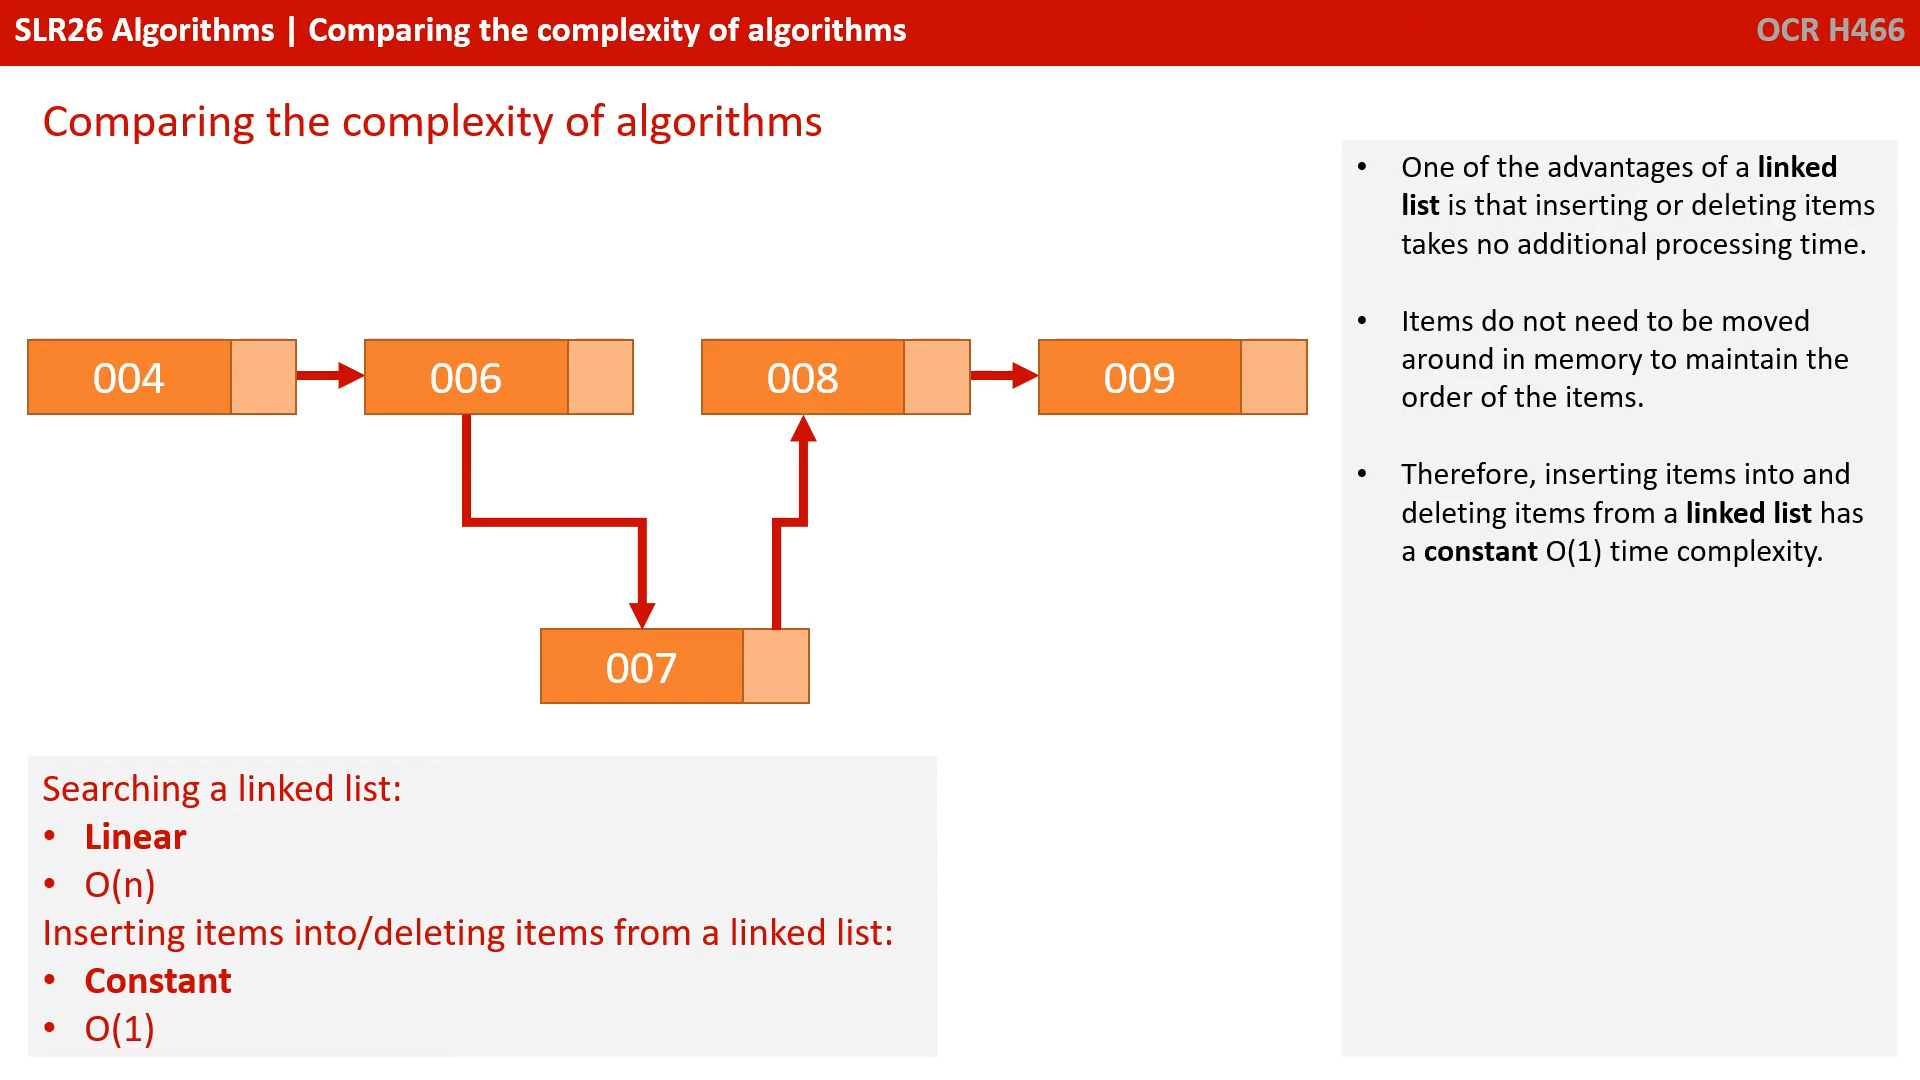 SLR26 Algorithms | Comparing the complexity of algorithms
OCR H466
Comparing the complexity of algorithms
004
006
008
009
007
• One of the advantages of a linked
list is that inserting or deleting items
takes no additional processing time.
• Items do not need to be moved
around in memory to maintain the
order of the items.
• Therefore, inserting items into and
deleting items from a linked list has
a constant O(1) time complexity.
Searching a linked list:
• Linear
• O(n)
Inserting items into/deleting items from a linked list:
• Constant
• O(1)